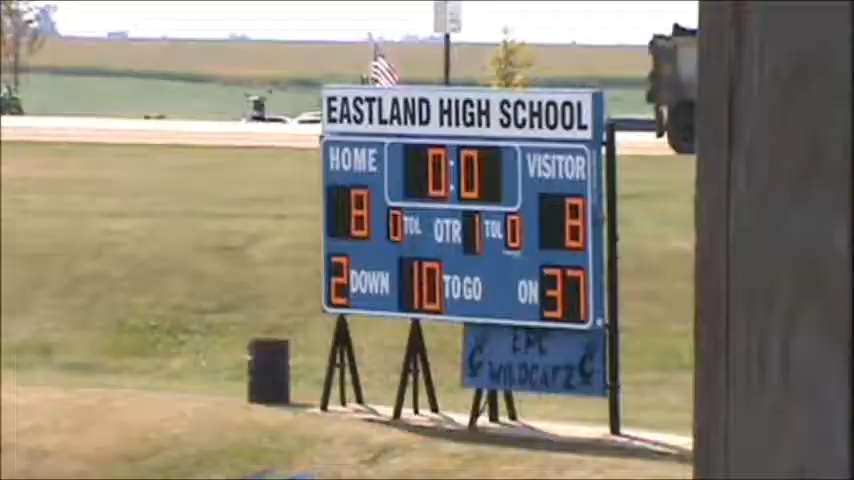 EASTLAND HIGH SCHOOL
HOME 0:0 VISITOR
8 0 TOL QTR 1 TOL 0 8
2 DOWN 10 TO GO ON 37
WILDCATZ